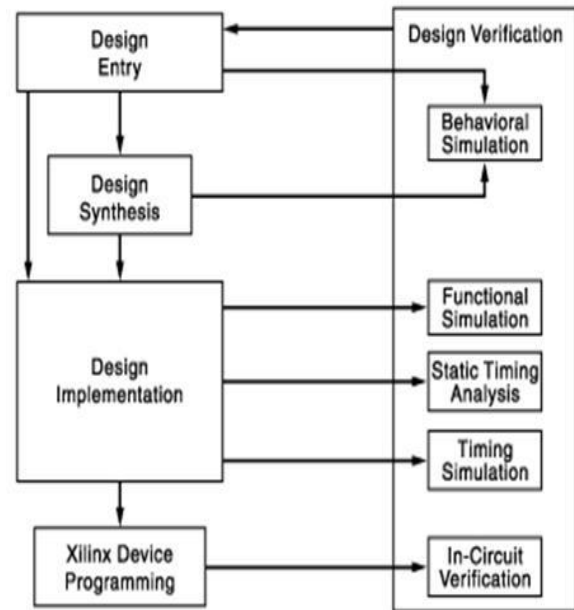 Design
Entry
Design Verification
Behavioral
Simulation
Design
Synthesis
Functional
Simulation
Design
Implementation
Static Timing
Analysis
Timing
Simulation
Xilinx Device
Programming
In-Circuit
Verification